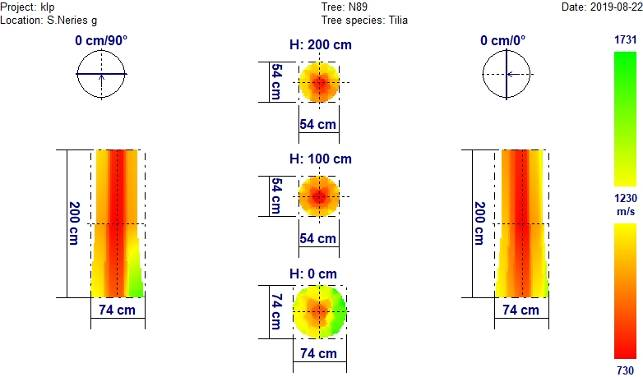 Project: klp
Tree: N89
Date: 2019-08-22
Location: S.Neries g
Tree species: Tilia
0 cm/90°
H: 200 cm
0 cm/0°
1731
54 cm
54 cm
H: 100 cm
200 cm
54 cm
54 cm
200 cm
1230
m/s
H: 0 cm
74 cm
74 cm
74 cm
74 cm
730